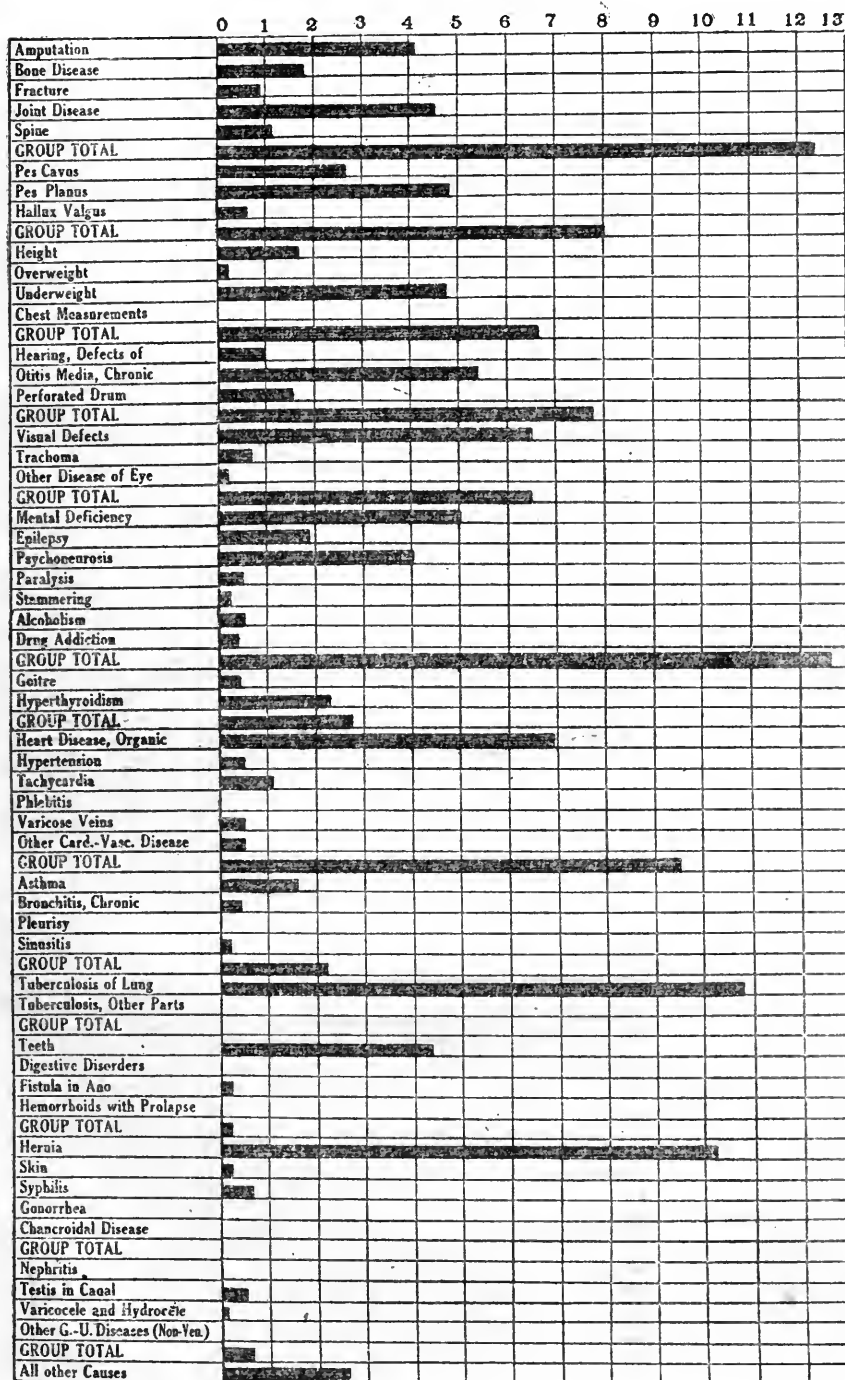 0 1 2 3 4 5 6 7 8 9 10 11 12 13
Amputation
Bone Disease
Fracture
Joint Disease
Spine
GROUP TOTAL
Pes Cavus
Pes Planus
Hallux Valgus
GROUP TOTAL
Height
Overweight
Underweight
Chest Measurements
GROUP TOTAL
Hearing, Defects of
Otitis Media, Chronic
Perforated Drum
GROUP TOTAL
Visual Defects
Trachoma
Other Disease of Eye
GROUP TOTAL
Mental Deficiency
Epilepsy
Psychoneurosis
Paralysis
Stammering
Alcoholism
Drug Addiction
GROUP TOTAL
Goitre
Hyperthyroidism
GROUP TOTAL
Heart Disease, Organic
Hypertension
Tachycardia
Phlebitis
Varicose Veins
Other Card.-Vasc. Disease
GROUP TOTAL
Asthma
Bronchitis, Chronic
Pleurisy
Sinusitis
GROUP TOTAL
Tuberculosis of Lung
Tuberculosis, Other Parts
GROUP TOTAL
Teeth
Digestive Disorders
Fistula in Ano
Hemorrhoids with Prolapse
GROUP TOTAL
Hernia
Skin
Syphilis
Gonorrhea
Chancroidal Disease
GROUP TOTAL
Nephritis
Testis in Canal
Varicocele and Hydrocele
Other G.-U. Diseases (Non-Ven.)
GROUP TOTAL
All other Causes